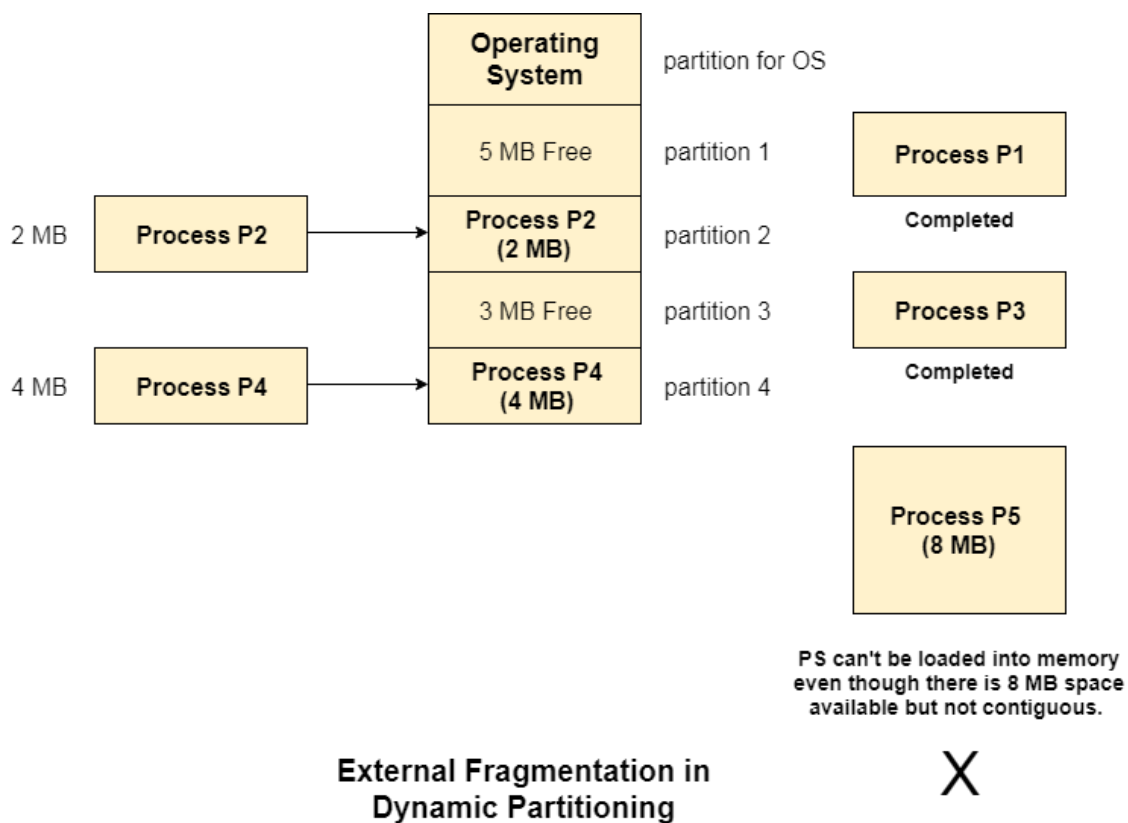 Operating
System
partition for OS
5 MB Free
partition 1
Process P1
Completed
2 MB
Process P2
Process P2
(2 MB)
partition 2
3 MB Free
partition 3
Process P3
Completed
4 MB
Process P4
Process P4
(4 MB)
partition 4
Process P5
(8 MB)
PS can't be loaded into memory
even though there is 8 MB space
available but not contiguous.
X
External Fragmentation in
Dynamic Partitioning